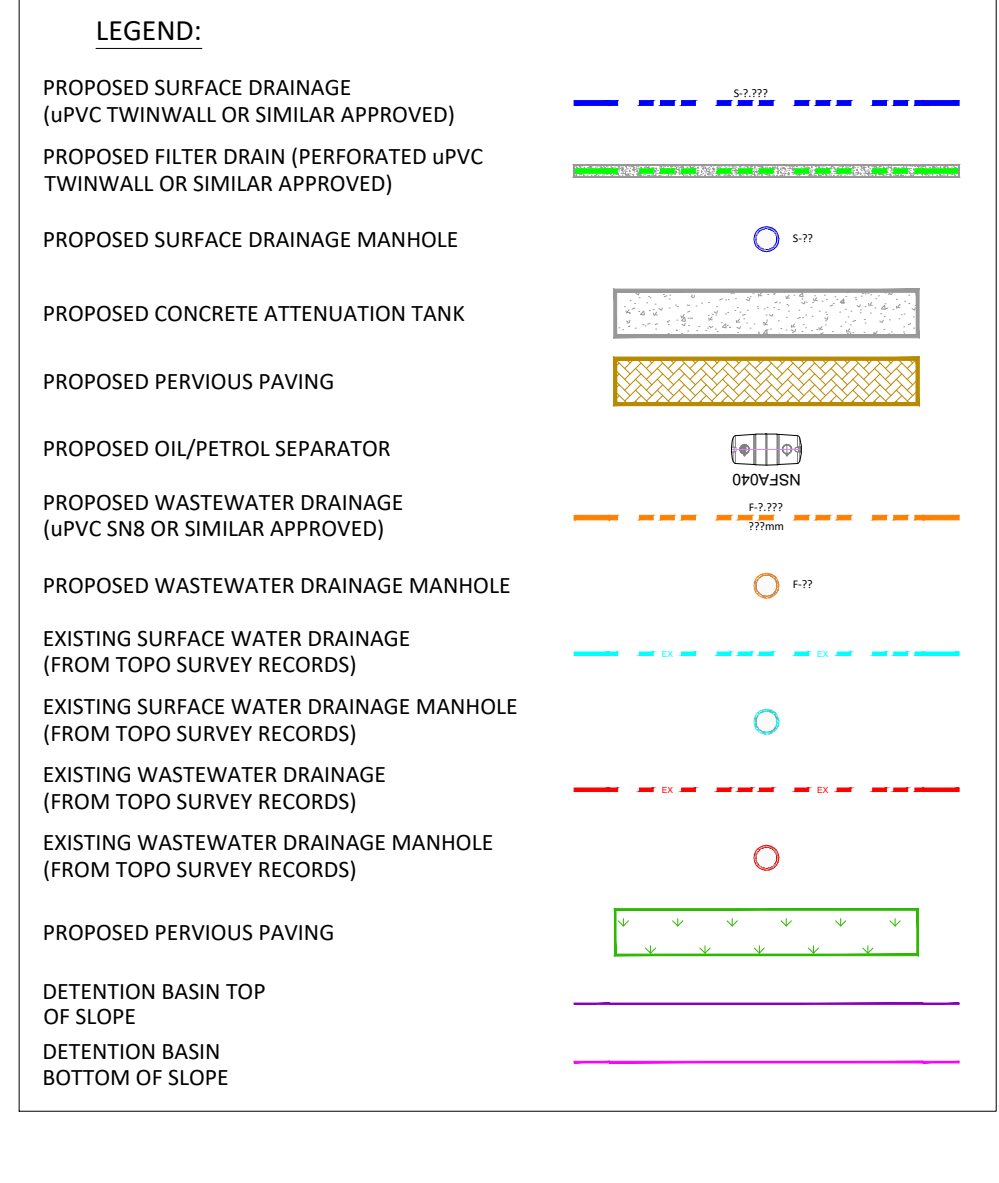 LEGEND:
PROPOSED SURFACE DRAINAGE
(uPVC TWINWALL OR SIMILAR APPROVED)
S-?.???
PROPOSED FILTER DRAIN (PERFORATED uPVC
TWINWALL OR SIMILAR APPROVED)
PROPOSED SURFACE DRAINAGE MANHOLE
S-??
PROPOSED CONCRETE ATTENUATION TANK
PROPOSED PERVIOUS PAVING
PROPOSED OIL/PETROL SEPARATOR
NSFA040
PROPOSED WASTEWATER DRAINAGE
(uPVC SN8 OR SIMILAR APPROVED)
F-?.???
???mm
PROPOSED WASTEWATER DRAINAGE MANHOLE
F-??
EXISTING SURFACE WATER DRAINAGE
(FROM TOPO SURVEY RECORDS)
EX EX
EXISTING SURFACE WATER DRAINAGE MANHOLE
(FROM TOPO SURVEY RECORDS)
EXISTING WASTEWATER DRAINAGE
(FROM TOPO SURVEY RECORDS)
EX EX
EXISTING WASTEWATER DRAINAGE MANHOLE
(FROM TOPO SURVEY RECORDS)
PROPOSED PERVIOUS PAVING
DETENTION BASIN TOP
OF SLOPE
DETENTION BASIN
BOTTOM OF SLOPE